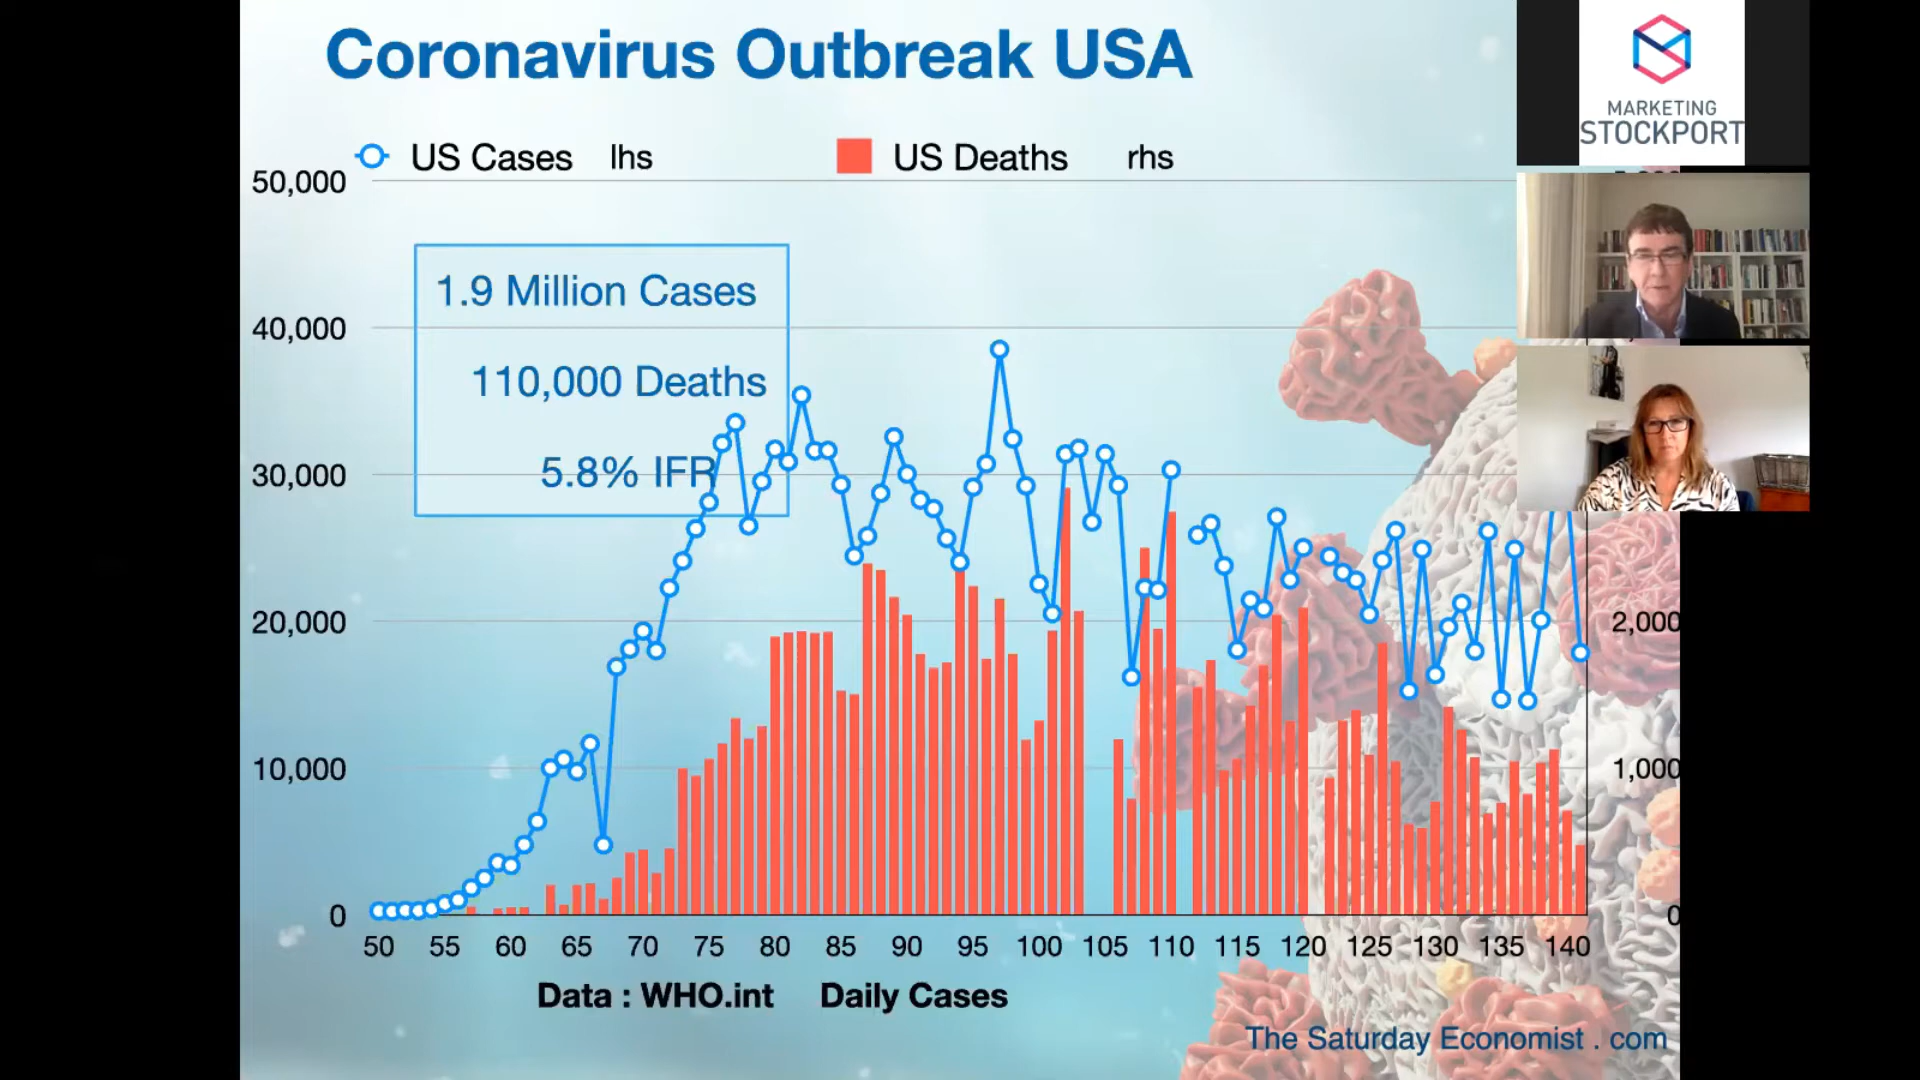 Coronavirus Outbreak USA
MARKETING
STOCKPORT
US Cases lhs US Deaths rhs
50,000
1.9 Million Cases
40,000
110,000 Deaths
5.8% IFR
30,000
20,000 2,000
10,000 1,000
0 0
50 55 60 65 70 75 80 85 90 95 100 105 110 115 120 125 130 135 140
Data : WHO.int Daily Cases
The Saturday Economist . com